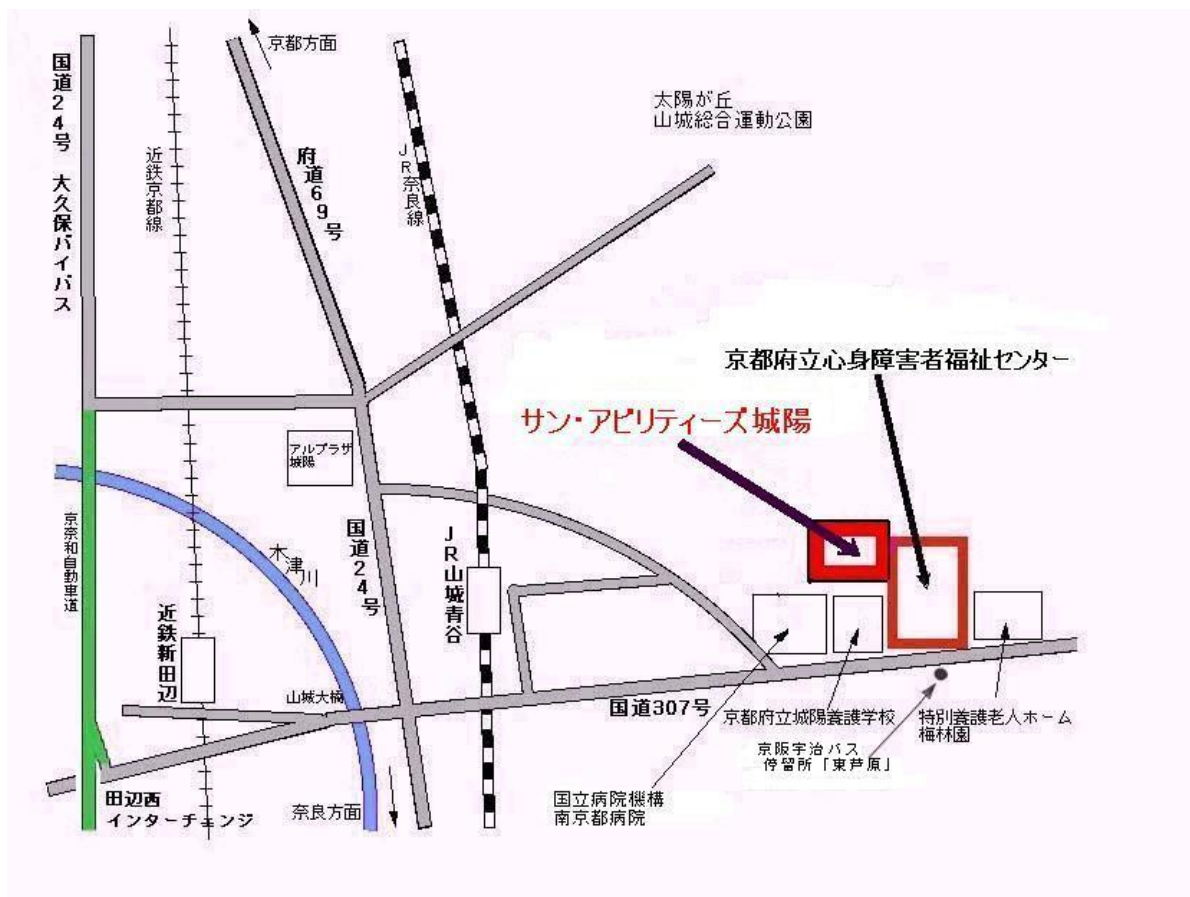 京都方面
国道24号 大久保バイパス
近鉄京都線
府道69号
JR奈良線
太陽が丘
山城総合運動公園
京都府立心身障害者福祉センター
サン・アビリティーズ城陽
アルプラザ
城陽
京奈和自動車道
木津川
国道24号
JR山城青谷
近鉄新田辺
山城大橋
国道307号
京都府立城陽養護学校
特別養護老人ホーム
梅林園
京阪宇治バス
停留所「東芦原」
国立病院機構
南京都病院
田辺西
インターチェンジ
奈良方面